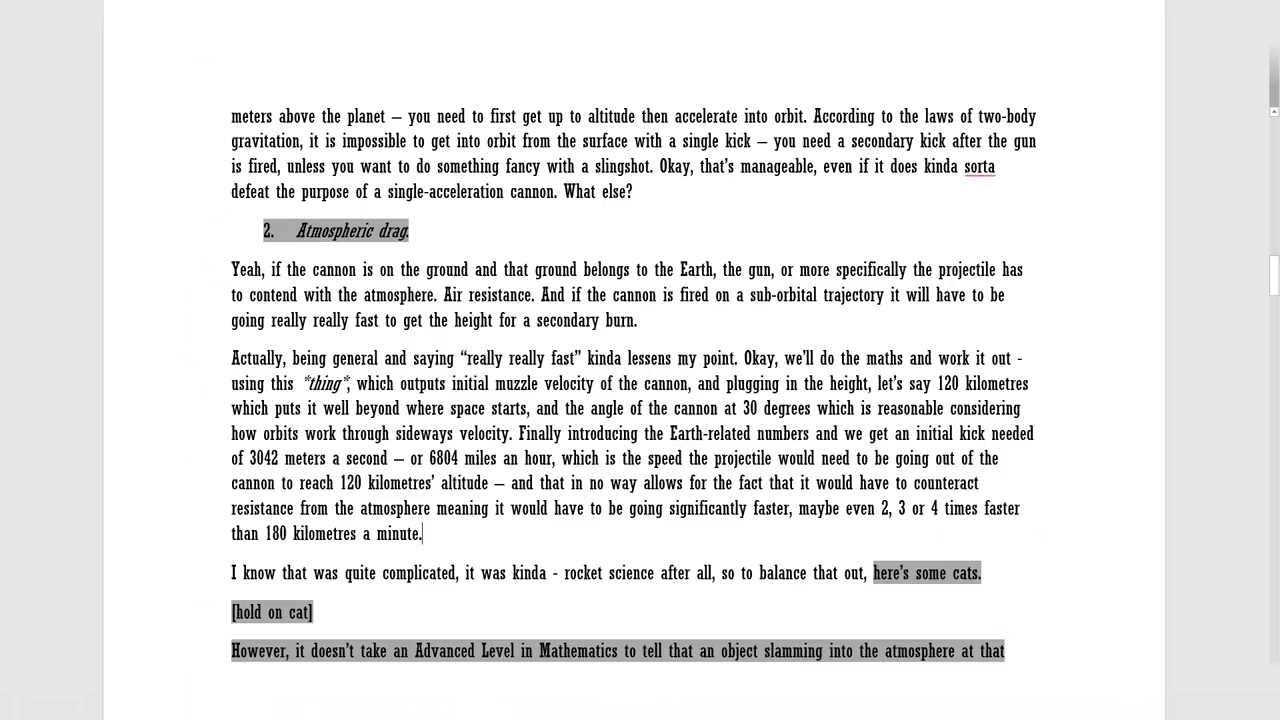 meters above the planet – you need to first get up to altitude then accelerate into orbit. According to the laws of two-body
gravitation, it is impossible to get into orbit from the surface with a single kick – you need a secondary kick after the gun
is fired, unless you want to do something fancy with a slingshot. Okay, that's manageable, even if it does kinda sorta
defeat the purpose of a single-acceleration cannon. What else?
2. Atmospheric drag.
Yeah, if the cannon is on the ground and that ground belongs to the Earth, the gun, or more specifically the projectile has
to contend with the atmosphere. Air resistance. And if the cannon is fired on a sub-orbital trajectory it will have to be
going really really fast to get the height for a secondary burn.
Actually, being general and saying “really really fast” kinda lessens my point. Okay, we'll do the maths and work it out -
using this *thing*, which outputs initial muzzle velocity of the cannon, and plugging in the height, let's say 120 kilometres
which puts it well beyond where space starts, and the angle of the cannon at 30 degrees which is reasonable considering
how orbits work through sideways velocity. Finally introducing the Earth-related numbers and we get an initial kick needed
of 3042 meters a second – or 6804 miles an hour, which is the speed the projectile would need to be going out of the
cannon to reach 120 kilometres' altitude – and that in no way allows for the fact that it would have to counteract
resistance from the atmosphere meaning it would have to be going significantly faster, maybe even 2, 3 or 4 times faster
than 180 kilometres a minute.
I know that was quite complicated, it was kinda - rocket science after all, so to balance that out, here's some cats.
[hold on cat]
However, it doesn't take an Advanced Level in Mathematics to tell that an object slamming into the atmosphere at that